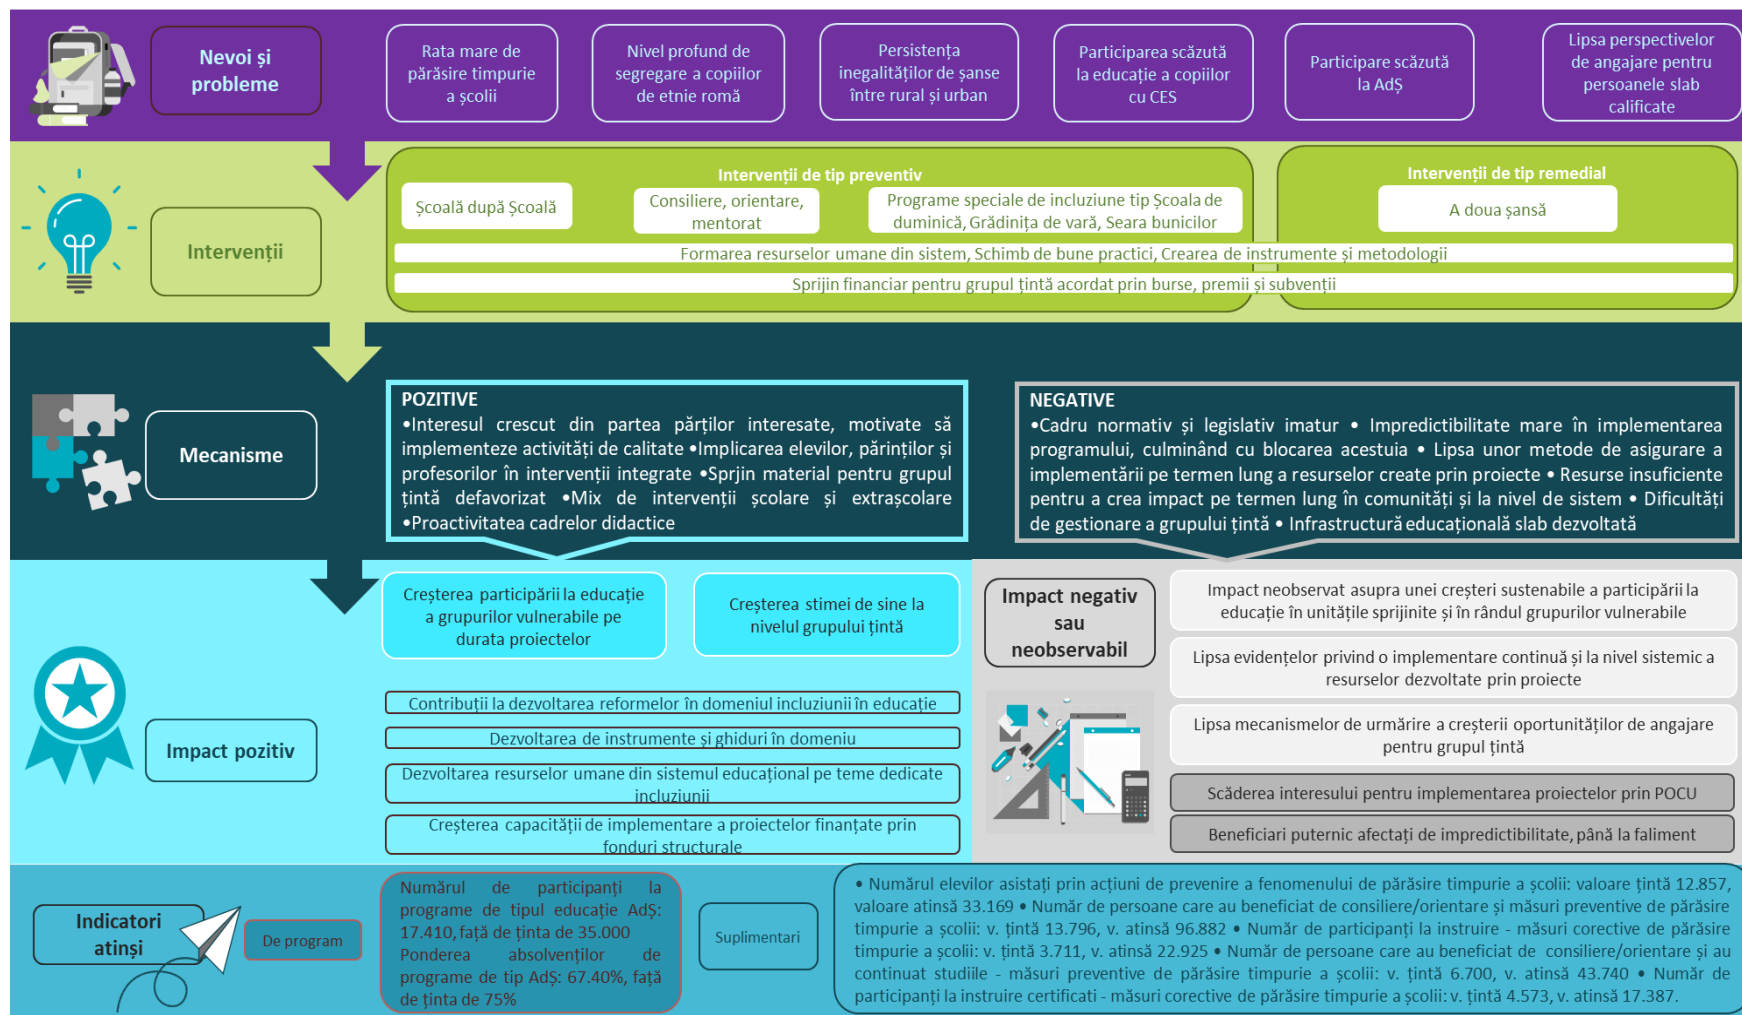 Nevoi și
probleme
Rata mare de
părăsire timpurie
a școlii
Nivel profund de
segregare a copiilor
de etnie romă
Persistența
inegalităților de șanse
între rural și urban
Participarea scăzută
la educație a copiilor
cu CES
Participare scăzută
la AdȘ
Lipsa perspectivelor
de angajare pentru
persoanele slab
calificate
Intervenții
Intervenții de tip preventiv
Școală după Școală
Consiliere, orientare,
mentorat
Programe speciale de incluziune tip Școala de
duminică, Grădinița de vară, Seara bunicilor
Intervenții de tip remedial
A doua șansă
Formarea resurselor umane din sistem, Schimb de bune practici, Crearea de instrumente și metodologii
Sprijin financiar pentru grupul țintă acordat prin burse, premii și subvenții
Mecanisme
POZITIVE
•Interesul crescut din partea părților interesate, motivate să
implementeze activități de calitate •Implicarea elevilor, părinților și
profesorilor în intervenții integrate •Sprjin material pentru grupul
țintă defavorizat •Mix de intervenții școlare și extrașcolare
•Proactivitatea cadrelor didactice
NEGATIVE
•Cadru normativ și legislativ imatur • Impredictibilitate mare în implementarea
programului, culminând cu blocarea acestuia • Lipsa unor metode de asigurare a
implementării pe termen lung a resurselor create prin proiecte • Resurse insuficiente
pentru a crea impact pe termen lung în comunități și la nivel de sistem • Dificultăți
de gestionare a grupului țintă • Infrastructură educațională slab dezvoltată
Impact pozitiv
Creșterea participării la educație
a grupurilor vulnerabile pe
durata proiectelor
Creșterea stimei de sine la
nivelul grupului țintă
Contribuții la dezvoltarea reformelor în domeniul incluziunii în educație
Dezvoltarea de instrumente și ghiduri în domeniu
Dezvoltarea resurselor umane din sistemul educațional pe teme dedicate
incluziunii
Creșterea capacității de implementare a proiectelor finanțate prin
fonduri structurale
Impact negativ
sau
neobservabil
Impact neobservat asupra unei creșteri sustenabile a participării la
educație în unitățile sprijinite și în rândul grupurilor vulnerabile
Lipsa evidențelor privind o implementare continuă și la nivel sistemic a
resurselor dezvoltate prin proiecte
Lipsa mecanismelor de urmărire a creșterii oportunităților de angajare
pentru grupul țintă
Scăderea interesului pentru implementarea proiectelor prin POCU
Beneficiari puternic afectați de impredictibilitate, până la faliment
Indicatori
atinși
De program
Numărul de participanți la
programe de tipul educație AdȘ:
17.410, față de ținta de 35.000
Ponderea absolvenților de
programe de tip AdȘ: 67.40%, față
de ținta de 75%
Suplimentari
• Numărul elevilor asistați prin acțiuni de prevenire a fenomenului de părăsire timpurie a școlii: valoare țintă 12.857,
valoare atinsă 33.169 • Număr de persoane care au beneficiat de consiliere/orientare și măsuri preventive de părăsire
timpurie a școlii: v. țintă 13.796, v. atinsă 96.882 • Număr de participanți la instruire - măsuri corective de părăsire
timpurie a școlii: v. țintă 3.711, v. atinsă 22.925 • Număr de persoane care au beneficiat de consiliere/orientare și au
continuat studiile - măsuri preventive de părăsire timpurie a școlii: v. țintă 6.700, v. atinsă 43.740 • Număr de
participanți la instruire certificati - măsuri corective de părăsire timpurie a școlii: v. țintă 4.573, v. atinsă 17.387.